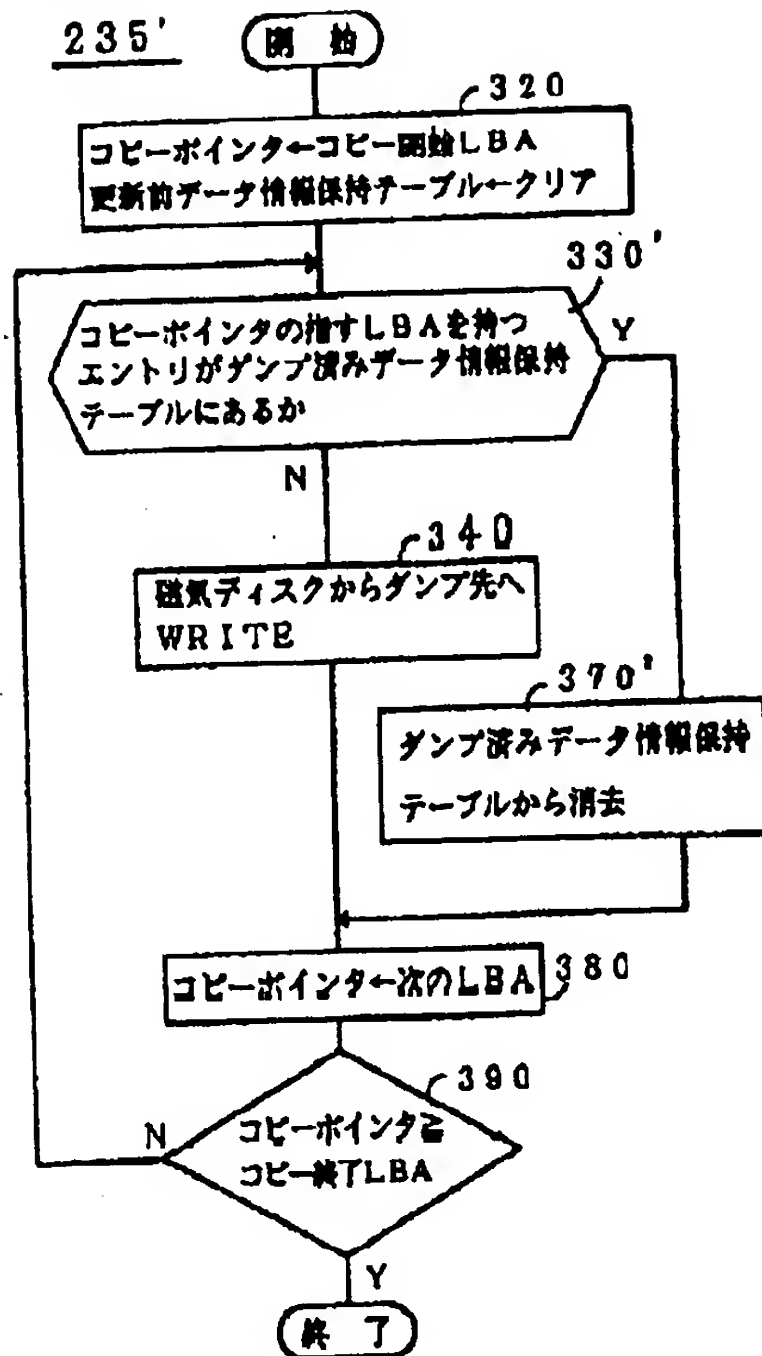 235'
開始
320
コピーポインタ←コピー開始LBA
更新前データ情報保持テーブル←クリア
330'
コピーポインタの指すLBAを持つ
エントリがダンプ済みデータ情報保持
テーブルにあるか
Y
N
340
磁気ディスクからダンプ先へ
WRITE
370'
ダンプ済みデータ情報保持
テーブルから消去
コピーポインタ←次のLBA
380
390
コピーポインタ≧
コピー終了LBA
N
Y
終了